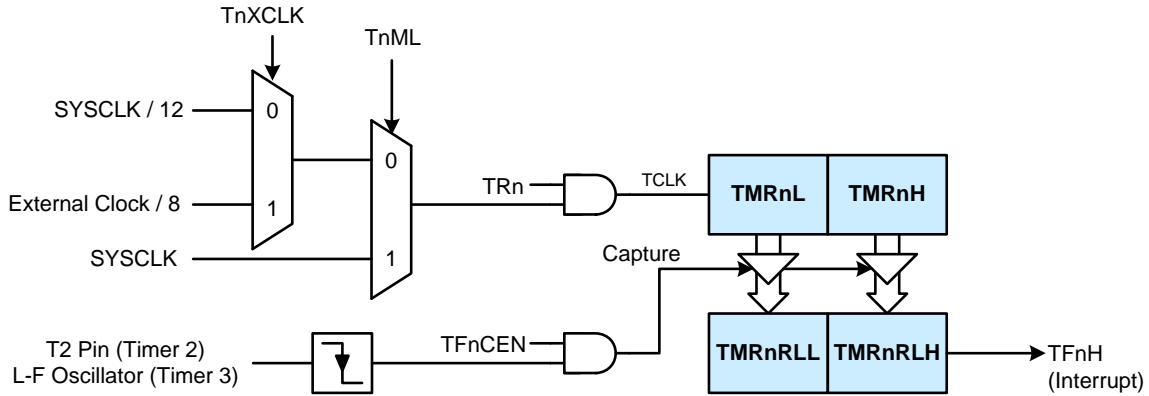 TnXCLK
TnML
SYSCLK / 12
0
0
TRn
TCLK
TMRnL
TMRnH
External Clock / 8
1
SYSCLK
1
Capture
T2 Pin (Timer 2)
L-F Oscillator (Timer 3)
TFnCEN
TMRnRLL
TMRnRLH
TFnH
(Interrupt)